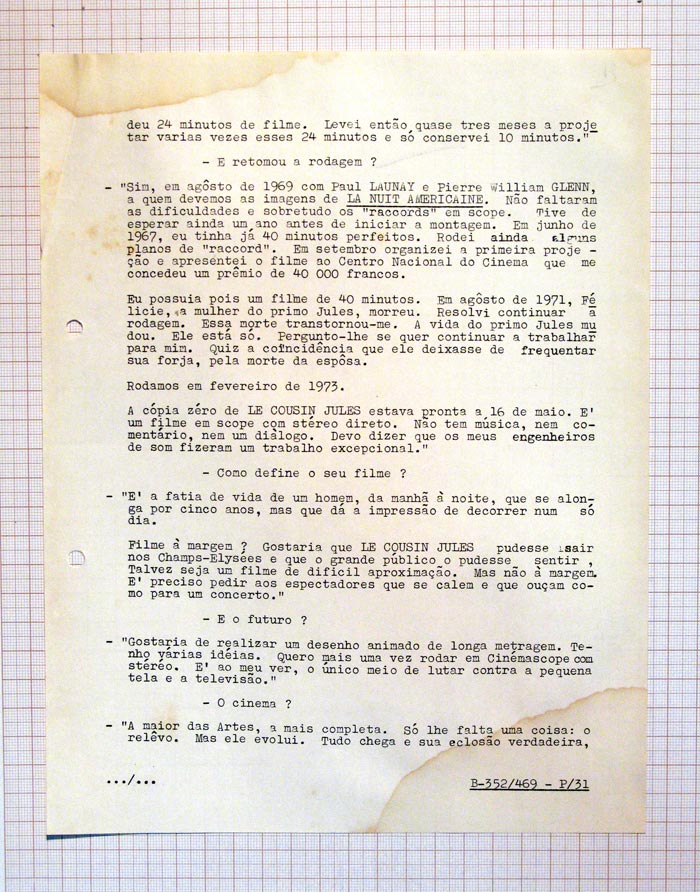 deu 24 minutos de filme. Levei então quase tres meses a proje
tar varias vezes esses 24 minutos e só conservei 10 minutos."
- E retomou a rodagem ?
- "Sim, em agôsto de 1969 com Paul LAUNAY e Pierre William GLENN,
a quem devemos as imagens de LA NUIT AMERICAINE. Não faltaram
as dificuldades e sobretudo os "raccords" em scope. Tive de
esperar ainda um ano antes de iniciar a montagem. Em junho de
1967, eu tinha já 40 minutos perfeitos. Rodei ainda alguns
planos de "raccord". Em setembro organizei a primeira proje -
ção e apresentei o filme ao Centro Nacional do Cinema que me
concedeu um prêmio de 40 000 francos.
Eu possuia pois um filme de 40 minutos. Em agôsto de 1971, Fé
licie, a mulher do primo Jules, morreu. Resolvi continuar a
rodagem. Essa morte transtornou-me. A vida do primo Jules mu
dou. Ele está só. Pergunto-lhe se quer continuar a trabalhar
para mim. Quiz a coïncidência que ele deixasse de frequentar
sua forja, pela morte da espôsa.
Rodamos em fevereiro de 1973.
A cópia zéro de LE COUSIN JULES estava pronta a 16 de maio. E'
um filme em scope com stéreo direto. Não tem música, nem co-
mentário, nem um diálogo. Devo dizer que os meus engenheiros
de som fizeram um trabalho excepcional."
- Como define o seu filme ?
- "E' a fatia de vida de um homem, da manhã à noite, que se alon-
ga por cinco anos, mas que dá a impressão de decorrer num só
dia.
Filme à margem ? Gostaria que LE COUSIN JULES pudesse sair
nos Champs-Elysées e que o grande público o pudesse sentir ,
Talvez seja um filme de difícil aproximação. Mas não à margem.
E' preciso pedir aos espectadores que se calem e que ouçam co-
mo para um concerto."
- E o futuro ?
- "Gostaria de realizar um desenho animado de longa metragem. Te-
nho várias idéias. Quero mais uma vez rodar em Cinémascope com
stéreo. E' ao meu ver, o único meio de lutar contra a pequena
tela e a televisão."
- O cinema ?
- "A maior das Artes, a mais completa. Só lhe falta uma coisa: o
relêvo. Mas ele evolui. Tudo chega e sua eclosão verdadeira,
.../...
B-352/469 - P/31